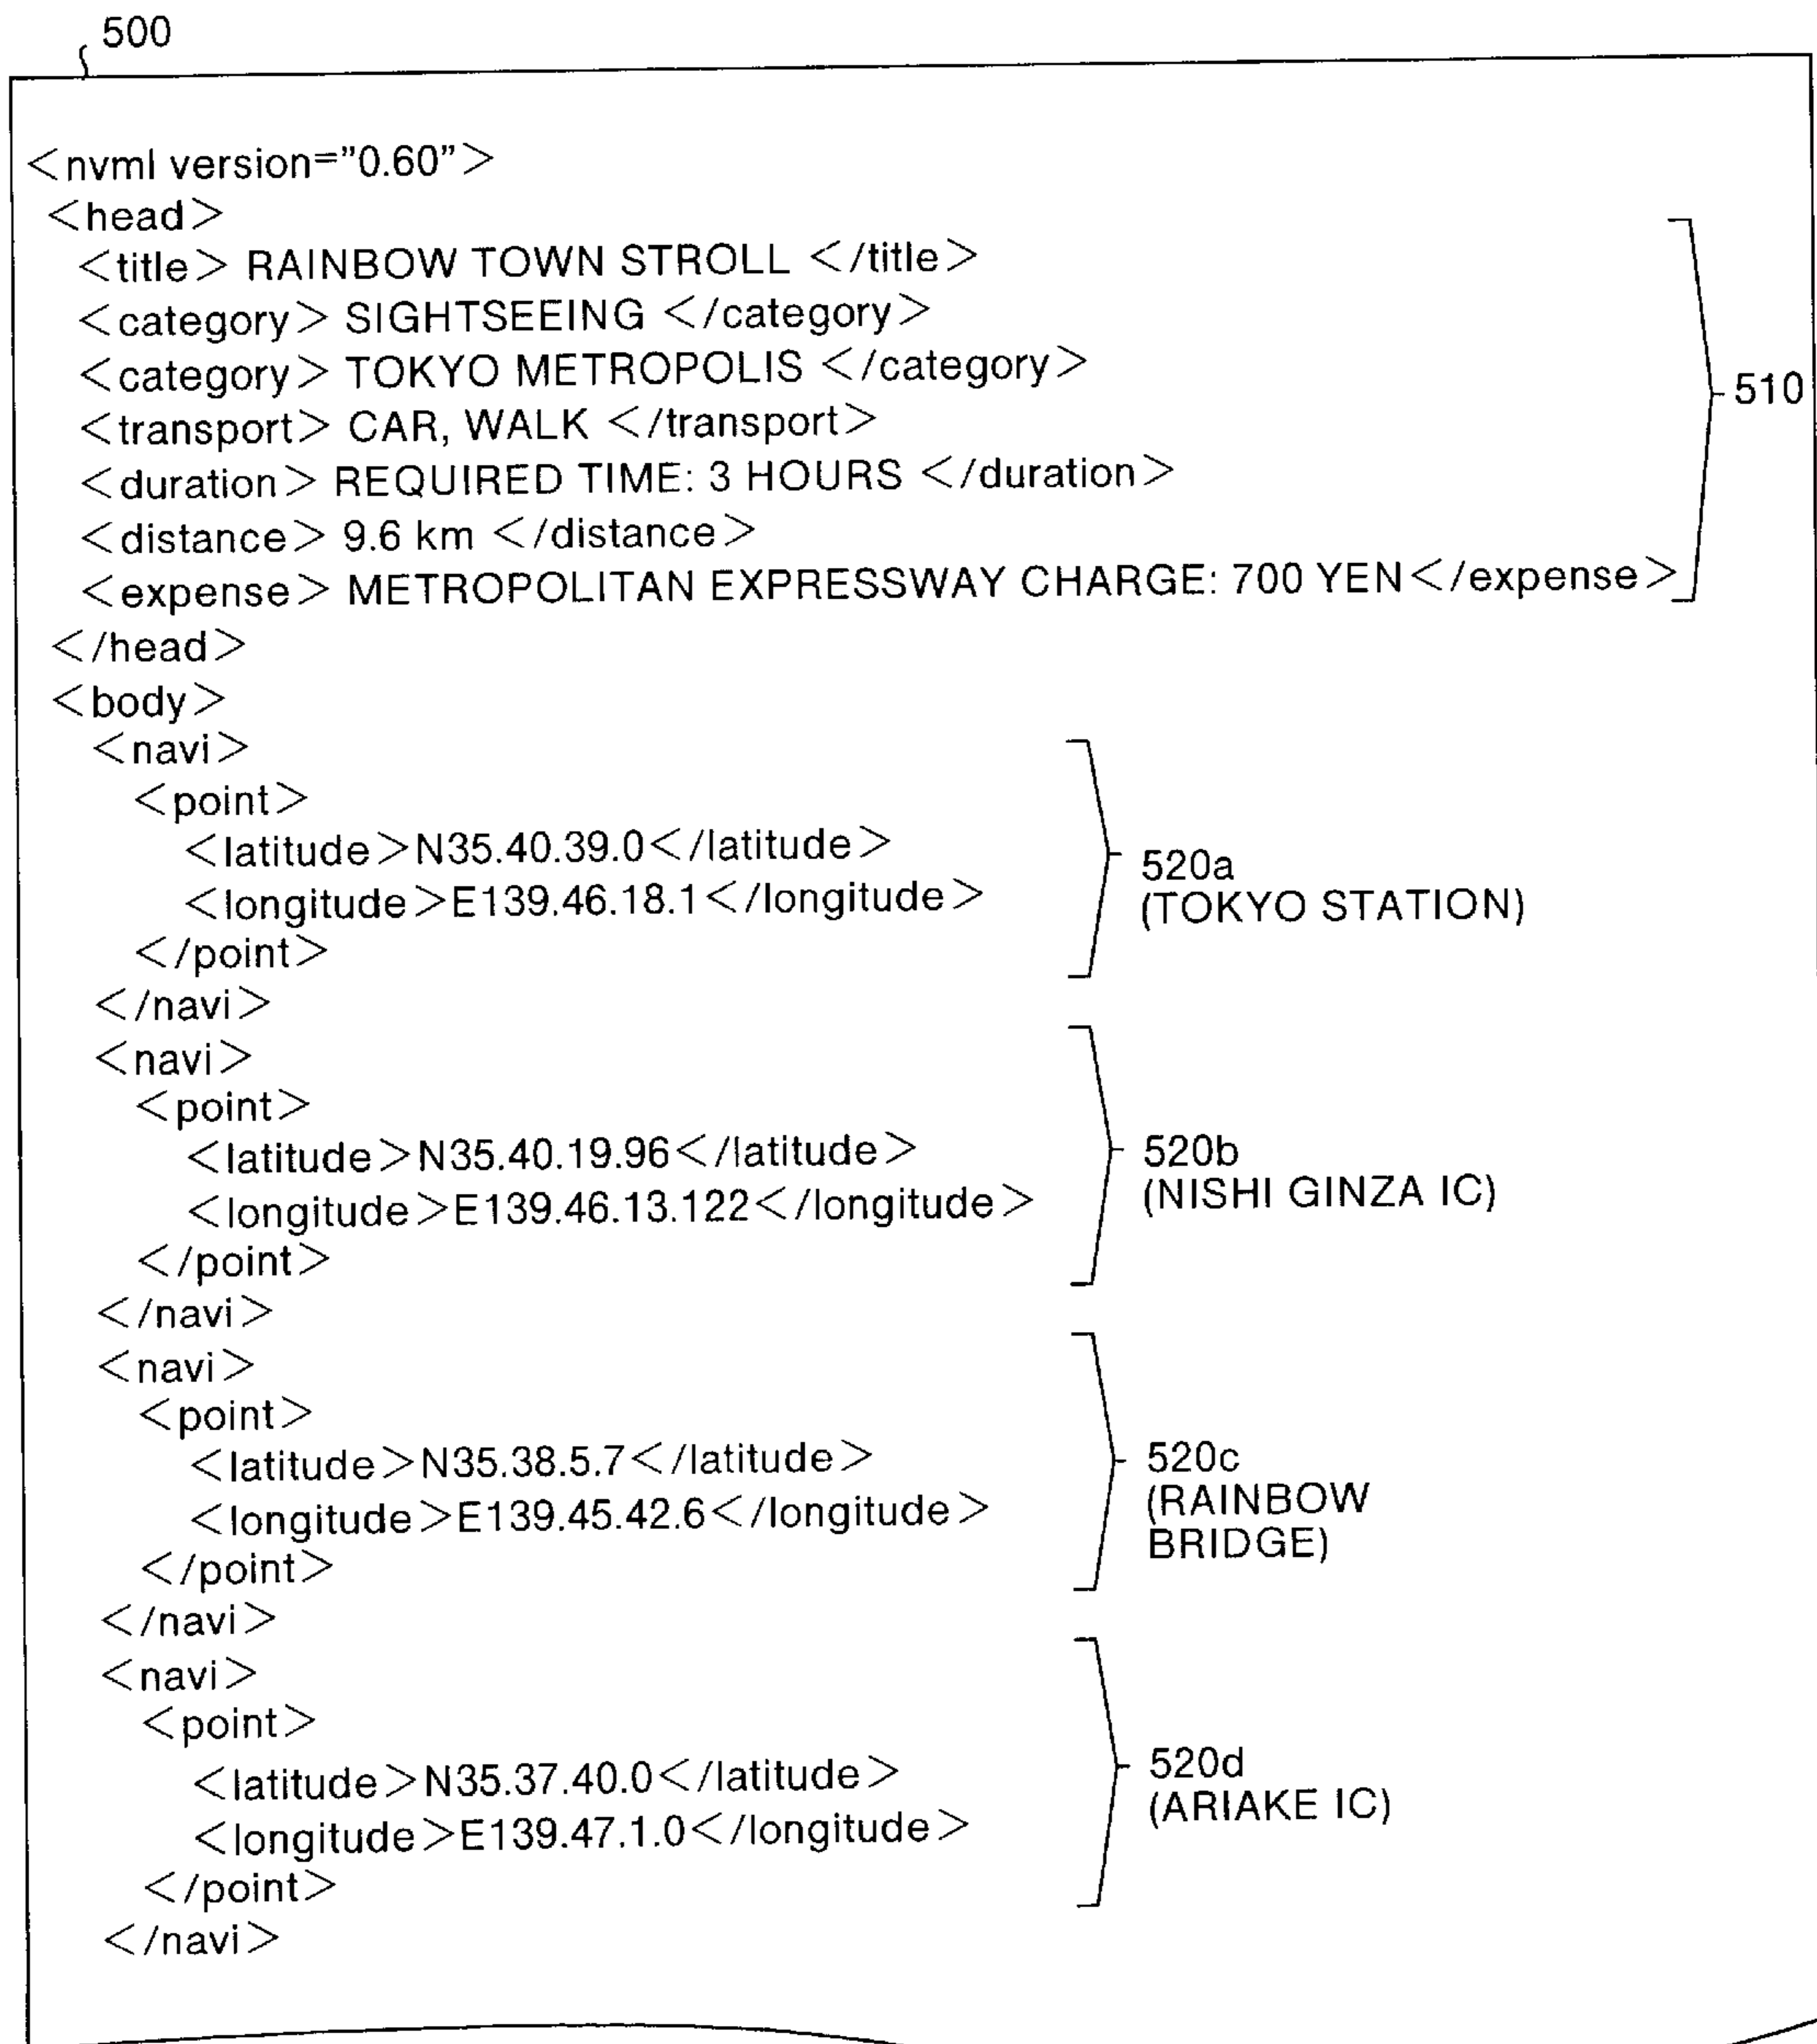 500
<nvml version="0.60">
<head>
<title> RAINBOW TOWN STROLL </title>
<category> SIGHTSEEING </category>
<category> TOKYO METROPOLIS </category>
<transport> CAR, WALK </transport>
<duration> REQUIRED TIME: 3 HOURS </duration>
<distance> 9.6 km </distance>
<expense> METROPOLITAN EXPRESSWAY CHARGE: 700 YEN</expense>
510
</head>
<body>
<navi>
<point>
<latitude>N35.40.39.0</latitude>
<longitude>E139.46.18.1</longitude>
</point>
</navi>
520a
(TOKYO STATION)
<navi>
<point>
<latitude>N35.40.19.96</latitude>
<longitude>E139.46.13.122</longitude>
</point>
</navi>
520b
(NISHI GINZA IC)
<navi>
<point>
<latitude>N35.38.5.7</latitude>
<longitude>E139.45.42.6</longitude>
</point>
</navi>
520c
(RAINBOW
BRIDGE)
<navi>
<point>
<latitude>N35.37.40.0</latitude>
<longitude>E139.47.1.0</longitude>
</point>
</navi>
520d
(ARIAKE IC)